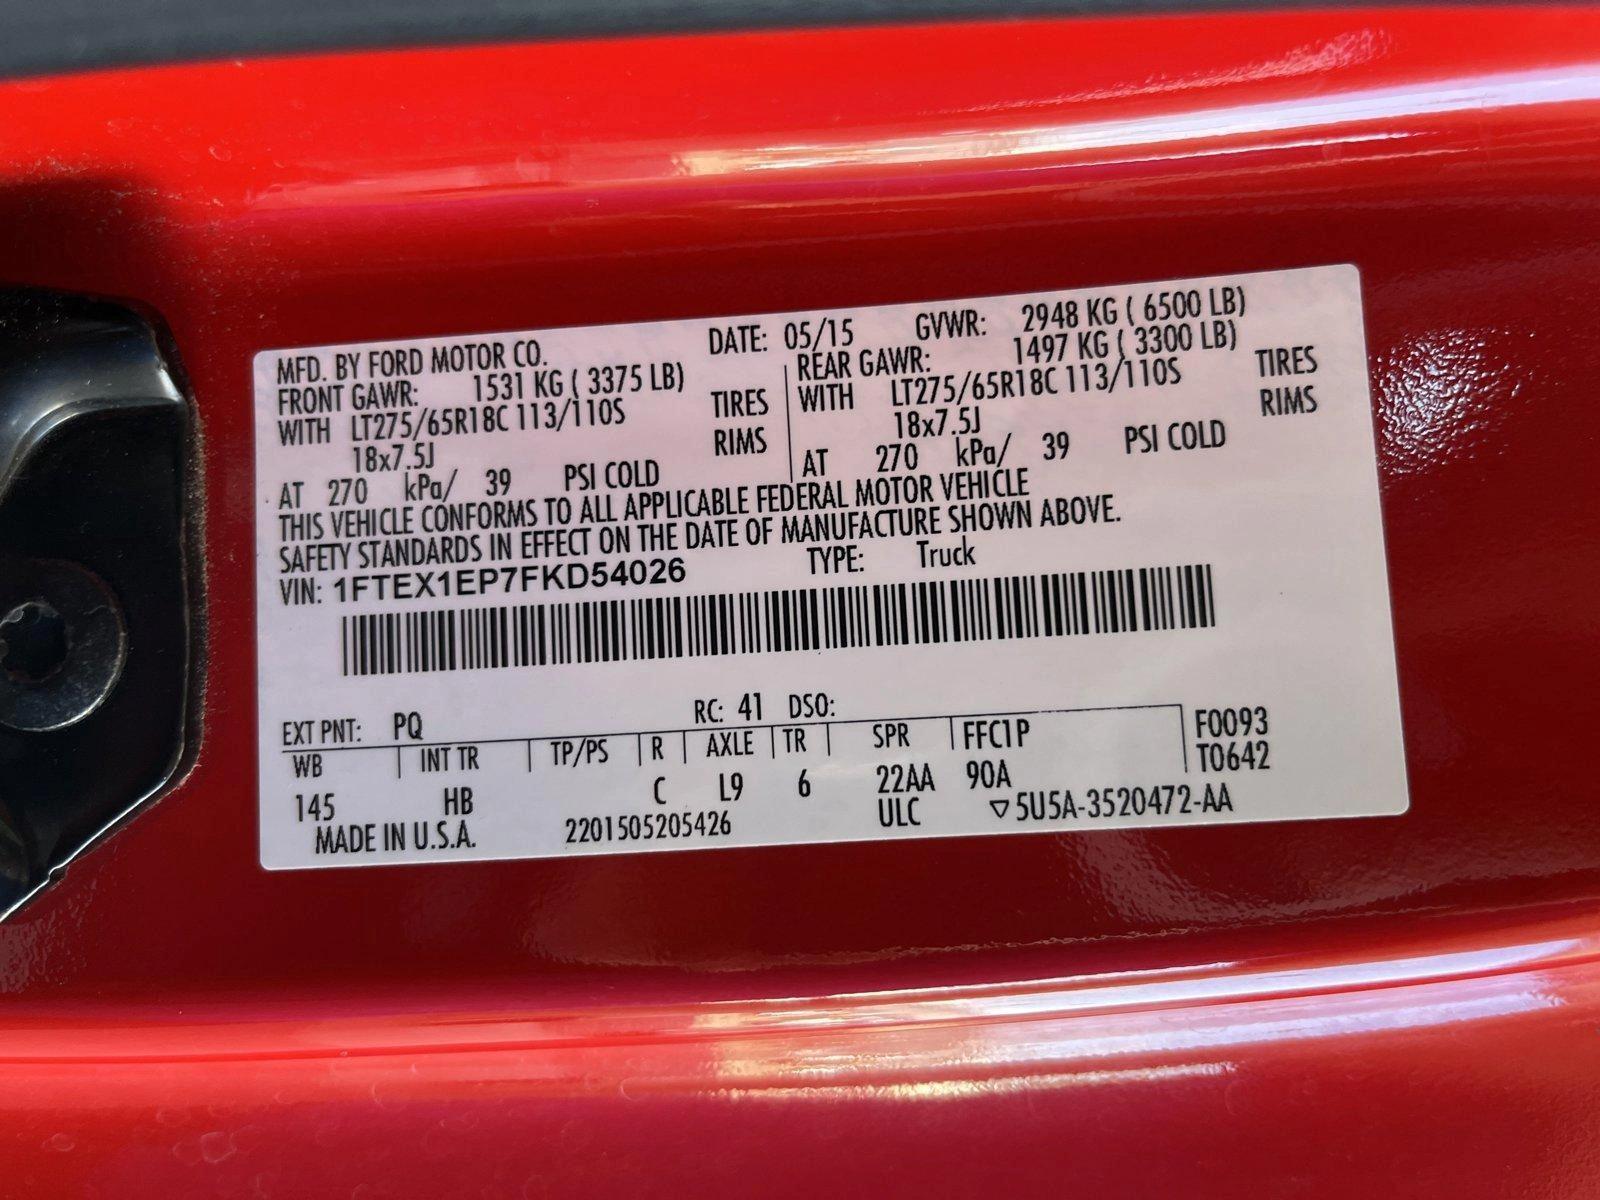 MFD. BY FORD MOTOR CO. DATE: 05/15 GVWR: 2948 KG ( 6500 LB)
FRONT GAWR: 1531 KG ( 3375 LB) REAR GAWR: 1497 KG ( 3300 LB)
WITH LT275/65R18C 113/110S TIRES WITH LT275/65R18C 113/110S TIRES
18x7.5J RIMS 18x7.5J RIMS
AT 270 kPa/ 39 PSI COLD AT 270 kPa/ 39 PSI COLD
THIS VEHICLE CONFORMS TO ALL APPLICABLE FEDERAL MOTOR VEHICLE
SAFETY STANDARDS IN EFFECT ON THE DATE OF MANUFACTURE SHOWN ABOVE.
VIN: 1FTEX1EP7FKD54026 TYPE: Truck
EXT PNT: PQ RC: 41 DSO:
WB INT TR TP/PS R AXLE TR SPR FFC1P F0093
145 HB C L9 6 22AA 90A T0642
MADE IN U.S.A. 2201505205426 ULC ▽5U5A-3520472-AA